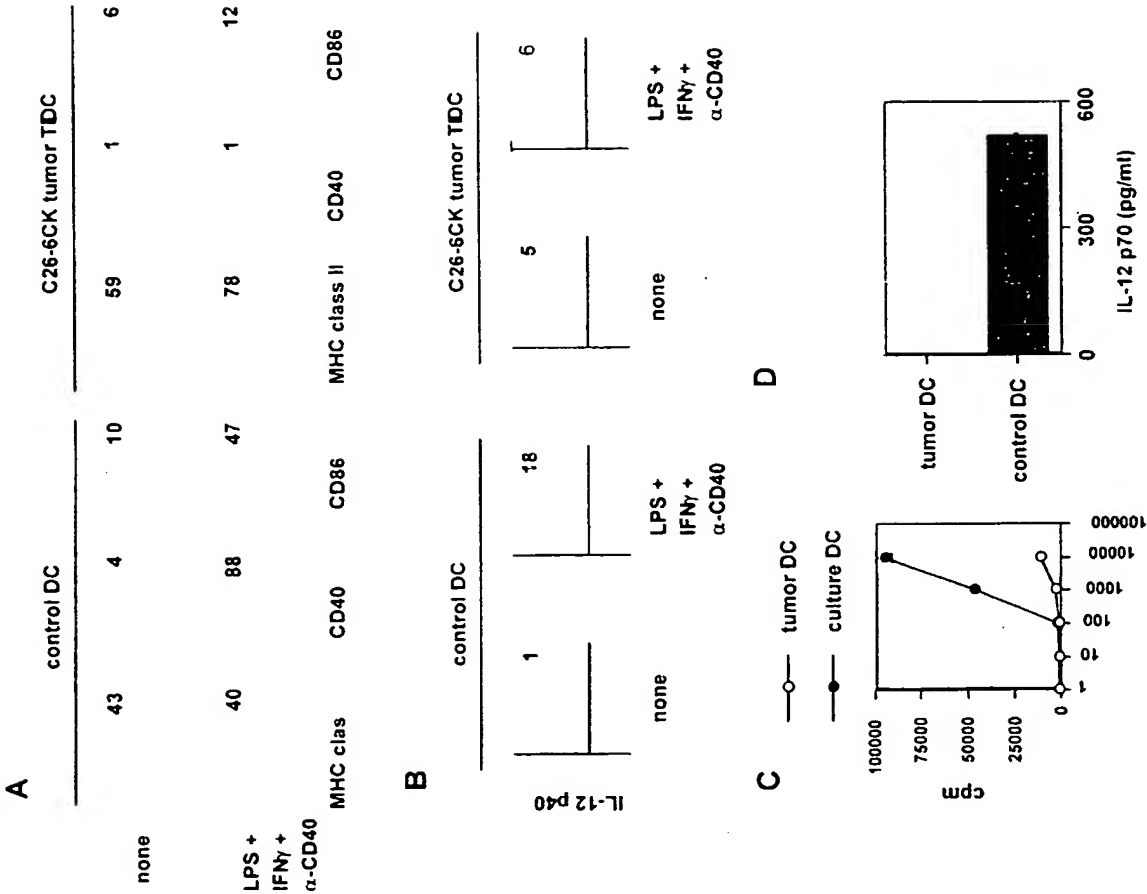 A
control DC
C26-6CK tumor TIDC
none
43
4
10
59
1
6
LPS +
IFNγ +
α-CD40
40
88
47
78
1
12
MHC clas
CD40
CD86
MHC class II
CD40
CD86
B
control DC
C26-6CK tumor TIDC
IL-12 p40
1
18
5
6
none
LPS +
IFNγ +
α-CD40
none
LPS +
IFNγ +
α-CD40
C
tumor DC
culture DC
cpm
100000
75000
50000
25000
0
1
10
100
1000
10000
100000
D
tumor DC
control DC
0
300
600
IL-12 p70 (pg/ml)